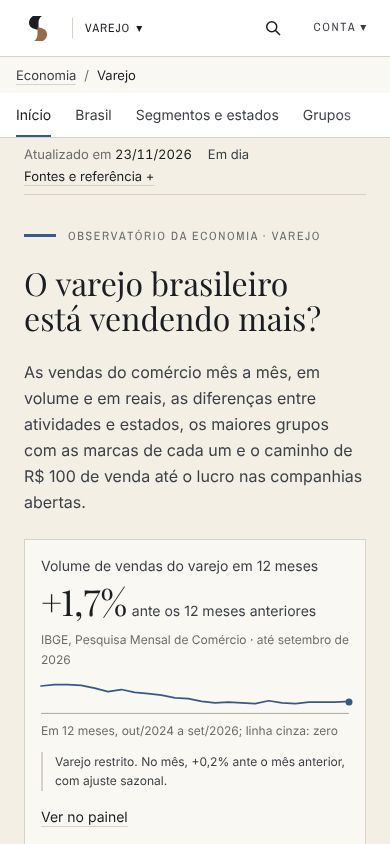 VAREJO ▼
CONTA ▼
Economia / Varejo
Início Brasil Segmentos e estados Grupos
Atualizado em 23/11/2026 Em dia
Fontes e referência +
OBSERVATÓRIO DA ECONOMIA · VAREJO
O varejo brasileiro
está vendendo mais?
As vendas do comércio mês a mês, em
volume e em reais, as diferenças entre
atividades e estados, os maiores grupos
com as marcas de cada um e o caminho de
R$ 100 de venda até o lucro nas companhias
abertas.
Volume de vendas do varejo em 12 meses
+1,7% ante os 12 meses anteriores
IBGE, Pesquisa Mensal de Comércio · até setembro de
2026
Em 12 meses, out/2024 a set/2026; linha cinza: zero
Varejo restrito. No mês, +0,2% ante o mês anterior,
com ajuste sazonal.
Ver no painel